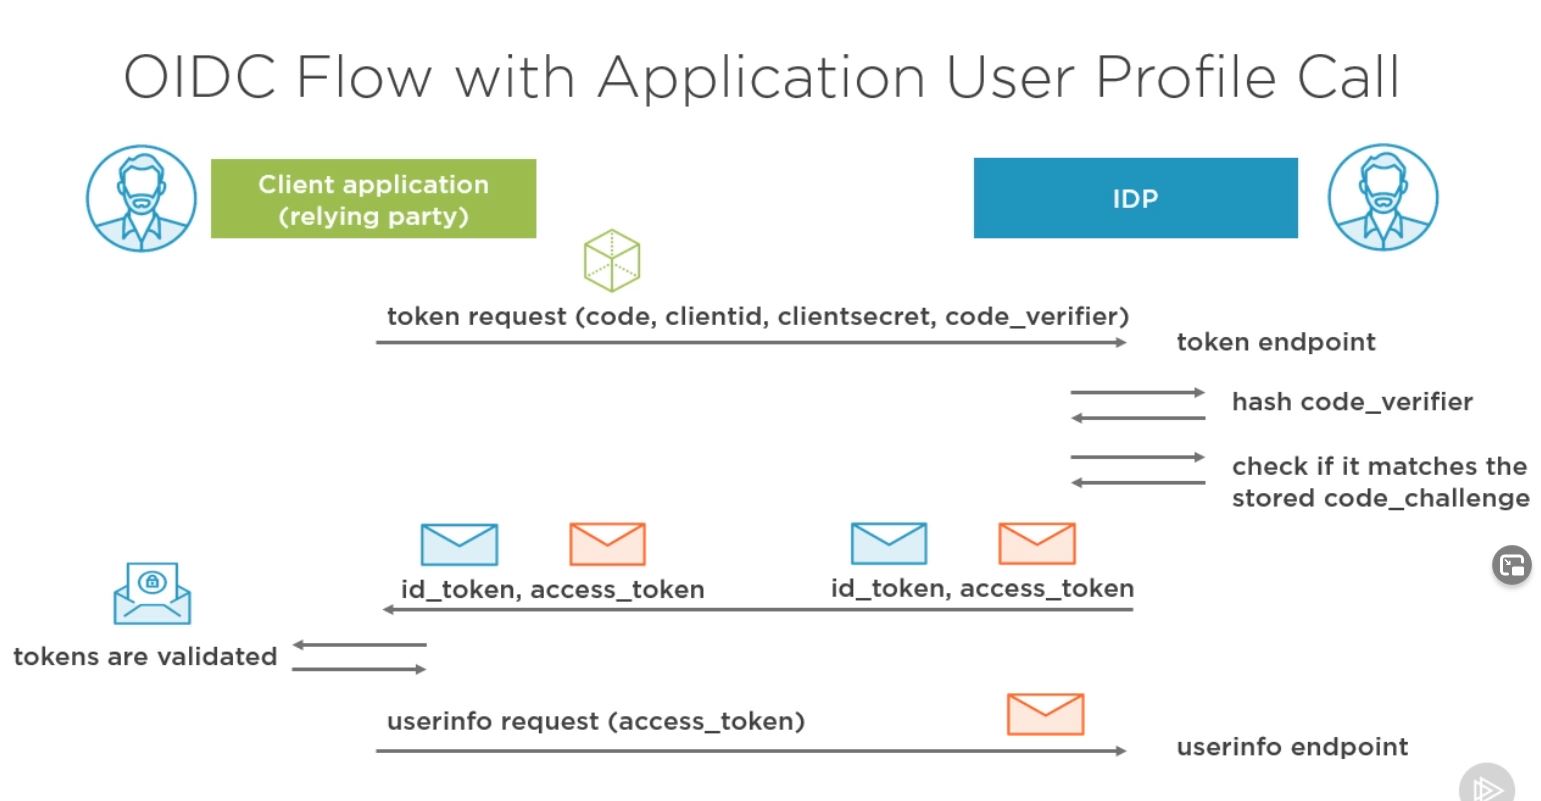 OIDC Flow with Application User Profile Call
Client application
(relying party)
IDP
token request (code, clientid, clientsecret, code_verifier)
token endpoint
hash code_verifier
check if it matches the
stored code_challenge
id_token, access_token
id_token, access_token
tokens are validated
userinfo request (access_token)
userinfo endpoint